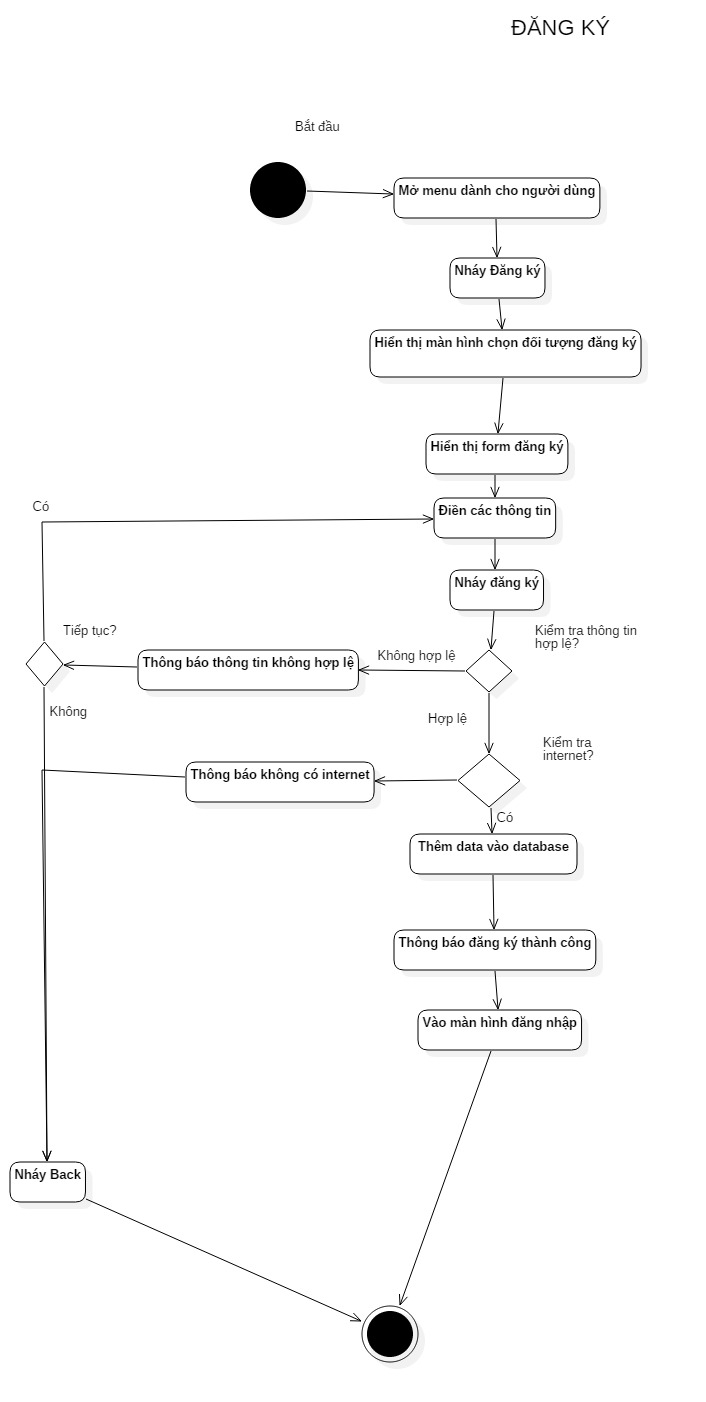 ĐĂNG KÝ
Bắt đầu
Mở menu dành cho người dùng
Nháy Đăng ký
Hiển thị màn hình chọn đối tượng đăng ký
Hiển thị form đăng ký
Có
Điền các thông tin
Nháy đăng ký
Tiếp tục?
Kiểm tra thông tin
hợp lệ?
Thông báo thông tin không hợp lệ
Không hợp lệ
Không
Hợp lệ
Kiểm tra
internet?
Thông báo không có internet
Có
Thêm data vào database
Thông báo đăng ký thành công
Vào màn hình đăng nhập
Nháy Back